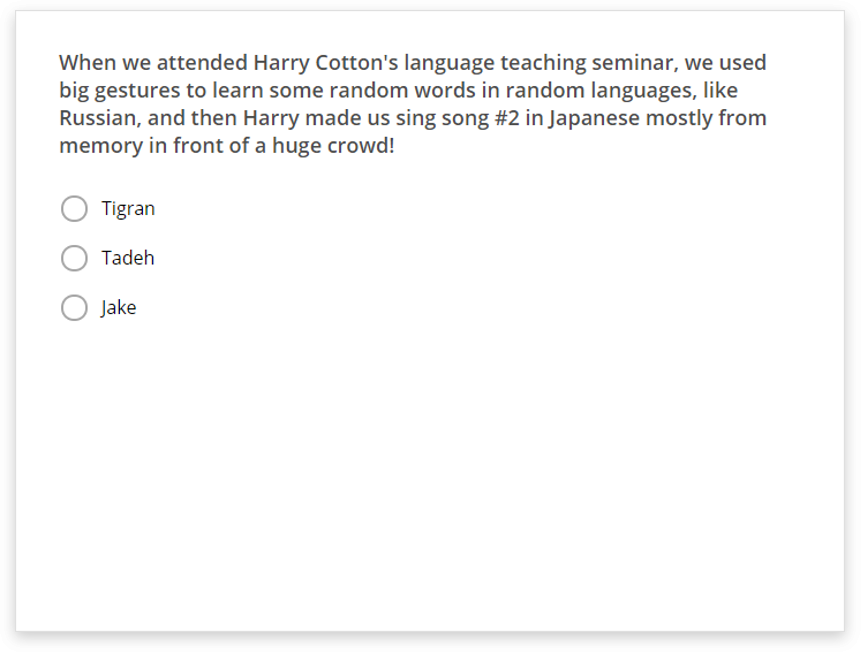 When we attended Harry Cotton's language teaching seminar, we used
big gestures to learn some random words in random languages, like
Russian, and then Harry made us sing song #2 in Japanese mostly from
memory in front of a huge crowd!
Tigran
Tadeh
Jake